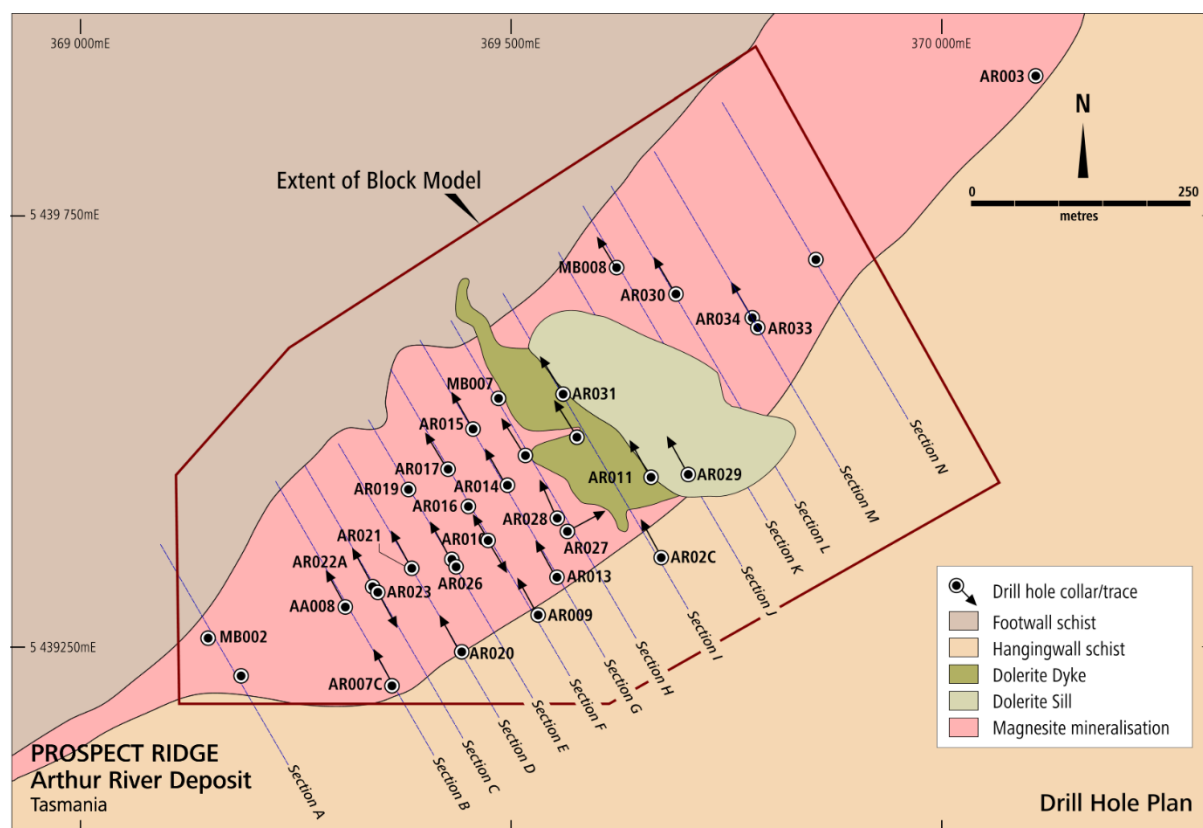 369 000mE
369 500mE
370 000mE
AR003
N
Extent of Block Model
0
250
metres
5 439 750mE
MB008
AR030
AR034
AR033
MB007
AR031
AR015
AR017
AR019
AR014
AR011
AR029
AR016
AR028
AR021
AR010
AR027
AR022A
AR026
AR02C
AR023
AR013
AA008
AR009
MB002
5 439250mE
AR020
AR007C
Section N
Section M
Section L
Section K
Section J
Section I
Section H
Section G
Section F
Section E
Section D
Section C
Section B
Section A
Drill hole collar/trace
Footwall schist
Hangingwall schist
Dolerite Dyke
Dolerite Sill
Magnesite mineralisation
PROSPECT RIDGE
Arthur River Deposit
Tasmania
Drill Hole Plan